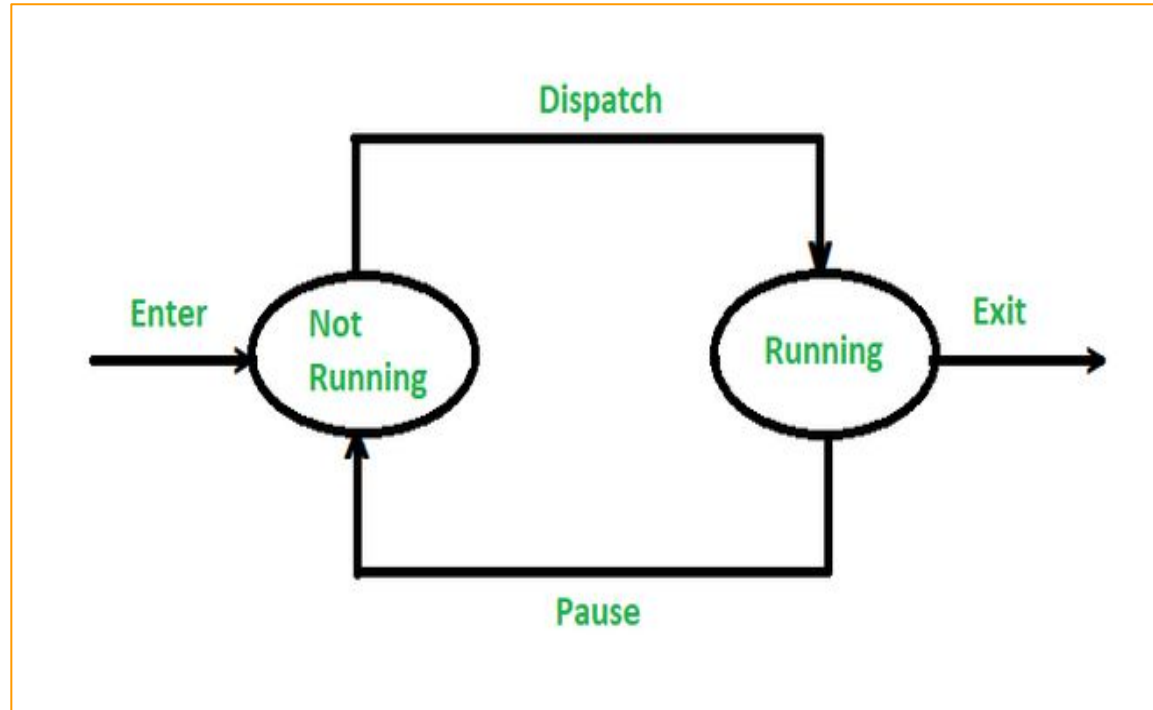 Dispatch
Enter
Not
Running
Running
Exit
Pause